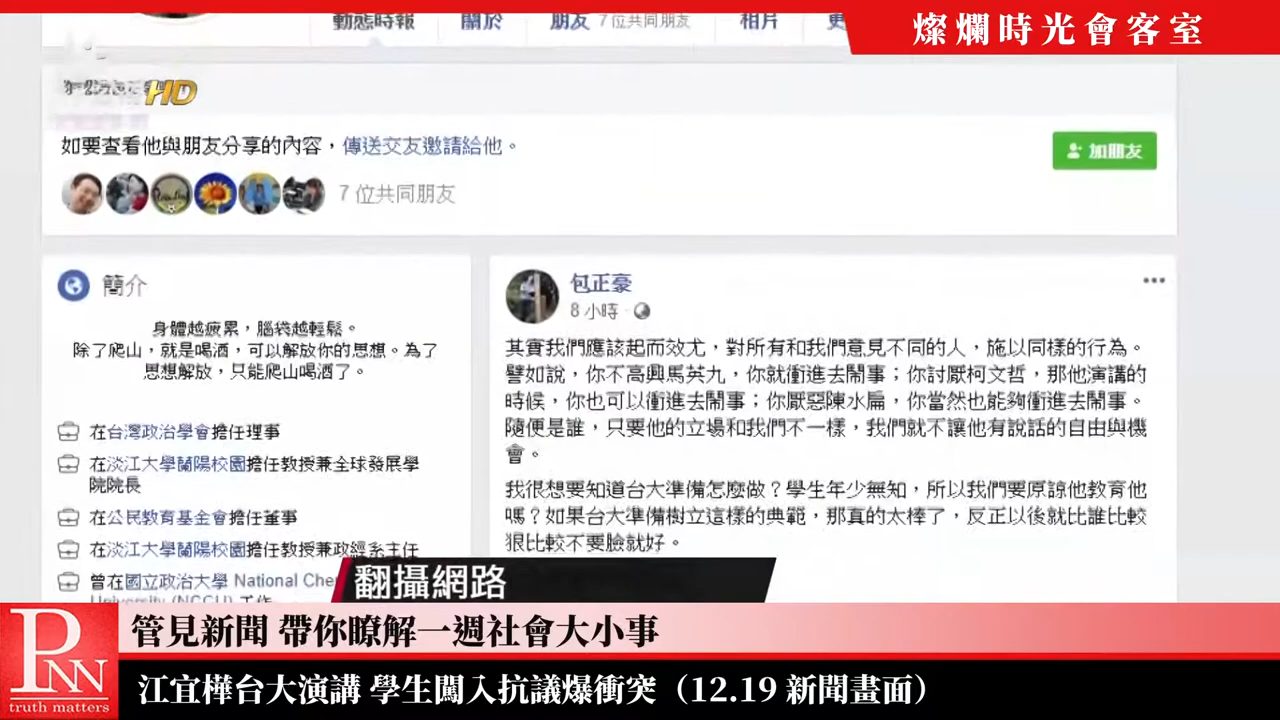 燦爛時光會客室
動態時報 關於 朋友 7 位共同朋友 相片
HD
如要查看他與朋友分享的內容，傳送交友邀請給他。
加朋友
7 位共同朋友
簡介
身體越疲累，腦袋越輕鬆。
除了爬山，就是喝酒，可以解放你的思想。為了
思想解放，只能爬山喝酒了。
在台灣政治學會擔任理事
在淡江大學蘭陽校園擔任教授兼全球發展學
院院長
在公民教育基金會擔任董事
在淡江大學蘭陽校園擔任教授兼政經系主任
曾在國立政治大學 National Che
University (NCCU) 工作
包正豪
8 小時
其實我們應該起而效尤，對所有和我們意見不同的人，施以同樣的行為。
譬如說，你不高興馬英九，你就衝進去鬧事；你討厭柯文哲，那他演講的
時候，你也可以衝進去鬧事；你厭惡陳水扁，你當然也能夠衝進去鬧事。
隨便是誰，只要他的立場和我們不一樣，我們就不讓他有說話的自由與機
會。
我很想要知道台大準備怎麼做？學生年少無知，所以我們要原諒他教育他
嗎？如果台大準備樹立這樣的典範，那真的太棒了，反正以後就比誰比較
狠比較不要臉就好。
翻攝網路
管見新聞 帶你瞭解一週社會大小事
PNN
truth matters
江宜樺台大演講 學生闖入抗議爆衝突（12.19 新聞畫面）